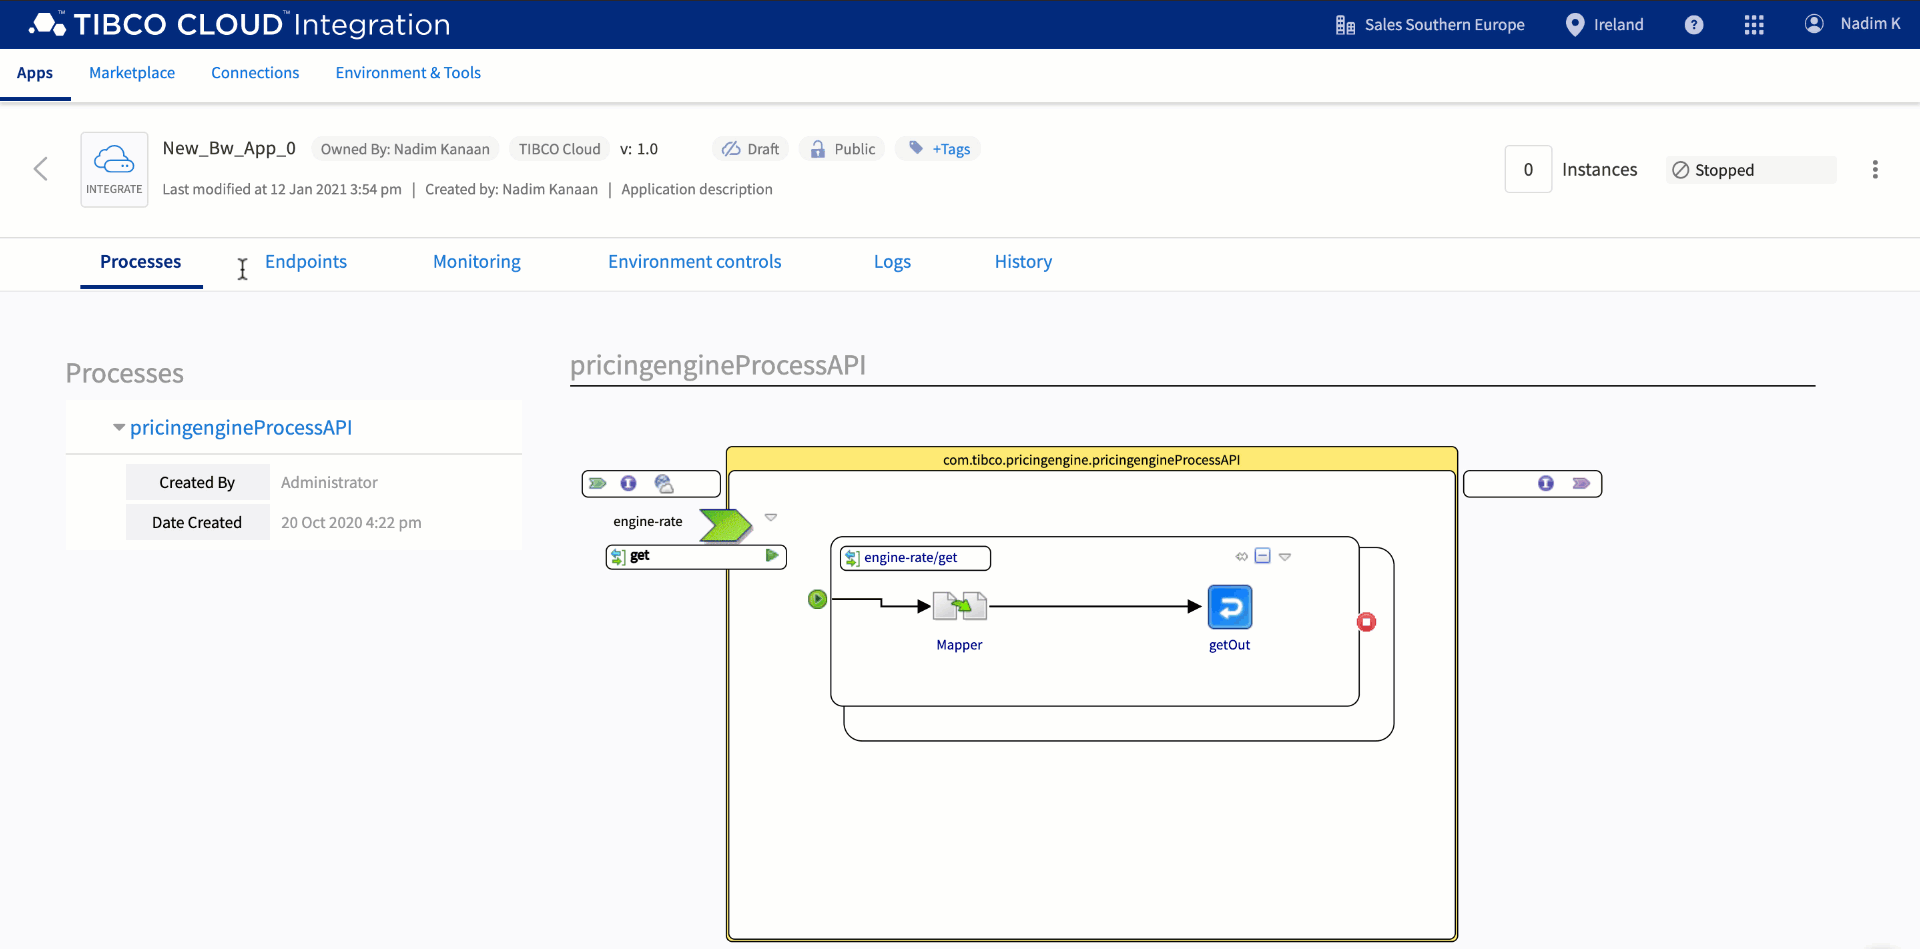 TIBCO CLOUD™ Integration
Sales Southern Europe
Ireland
?
Nadim K
Apps
Marketplace
Connections
Environment & Tools
INTEGRATE
New_Bw_App_0
Owned By: Nadim Kanaan
TIBCO Cloud
v: 1.0
Draft
Public
+Tags
Last modified at 12 Jan 2021 3:54 pm | Created by: Nadim Kanaan | Application description
0
Instances
Stopped
Processes
Endpoints
Monitoring
Environment controls
Logs
History
Processes
pricingengineProcessAPI
Created By
Administrator
Date Created
20 Oct 2020 4:22 pm
pricingengineProcessAPI
com.tibco.pricingengine.pricingengineProcessAPI
engine-rate
get
engine-rate/get
Mapper
getOut